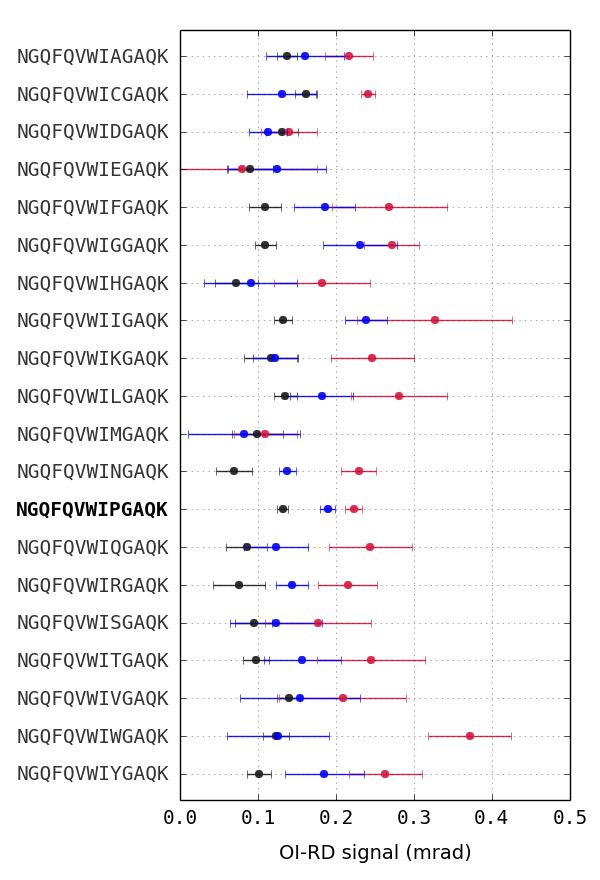 NGQFQVWIAGAQK
NGQFQVWICGAQK
NGQFQVWIDGAQK
NGQFQVWIEGAQK
NGQFQVWIFGAQK
NGQFQVWIGGAQK
NGQFQVWIHGAQK
NGQFQVWIIGAQK
NGQFQVWIKGAQK
NGQFQVWILGAQK
NGQFQVWIMGAQK
NGQFQVWINGAQK
NGQFQVWIPGAQK
NGQFQVWIQGAQK
NGQFQVWIRGAQK
NGQFQVWISGAQK
NGQFQVWITGAQK
NGQFQVWIVGAQK
NGQFQVWIWGAQK
NGQFQVWIYGAQK
0.0 0.1 0.2 0.3 0.4 0.5
OI-RD signal (mrad)